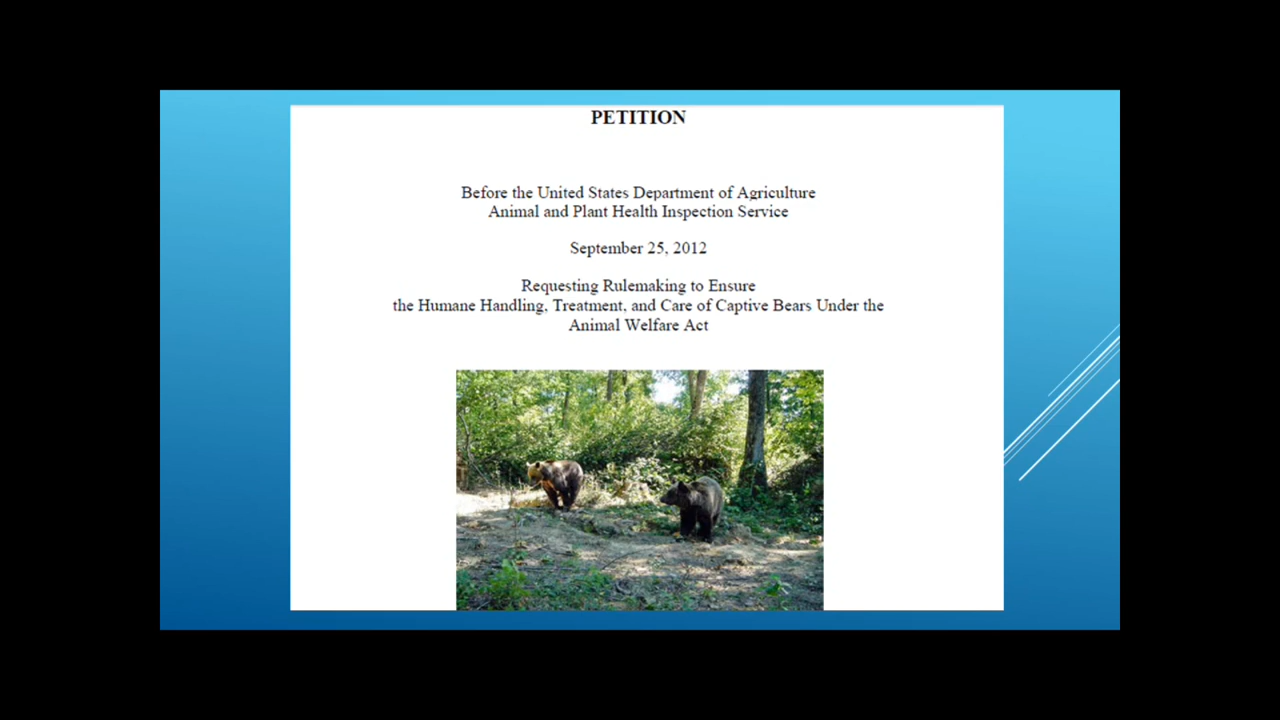 PETITION
Before the United States Department of Agriculture
Animal and Plant Health Inspection Service
September 25, 2012
Requesting Rulemaking to Ensure
the Humane Handling, Treatment, and Care of Captive Bears Under the
Animal Welfare Act